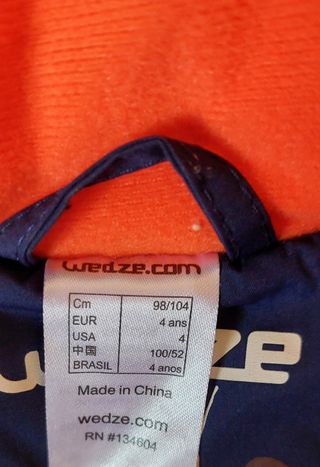 wedze.com
Cm 98/104
EUR 4 ans
USA 4
中国 100/52
BRASIL 4 anos
Made in China
wedze.com
RN #134604